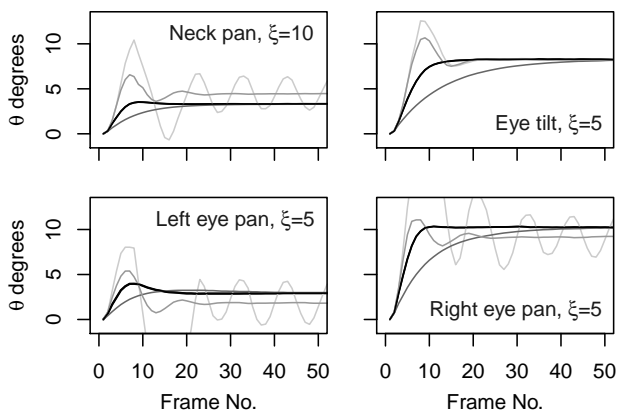 Neck pan, ξ=10
θ degrees
10
5
0
Eye tilt, ξ=5
Left eye pan, ξ=5
θ degrees
10
5
0
Right eye pan, ξ=5
0 10 20 30 40 50
0 10 20 30 40 50
Frame No.
Frame No.